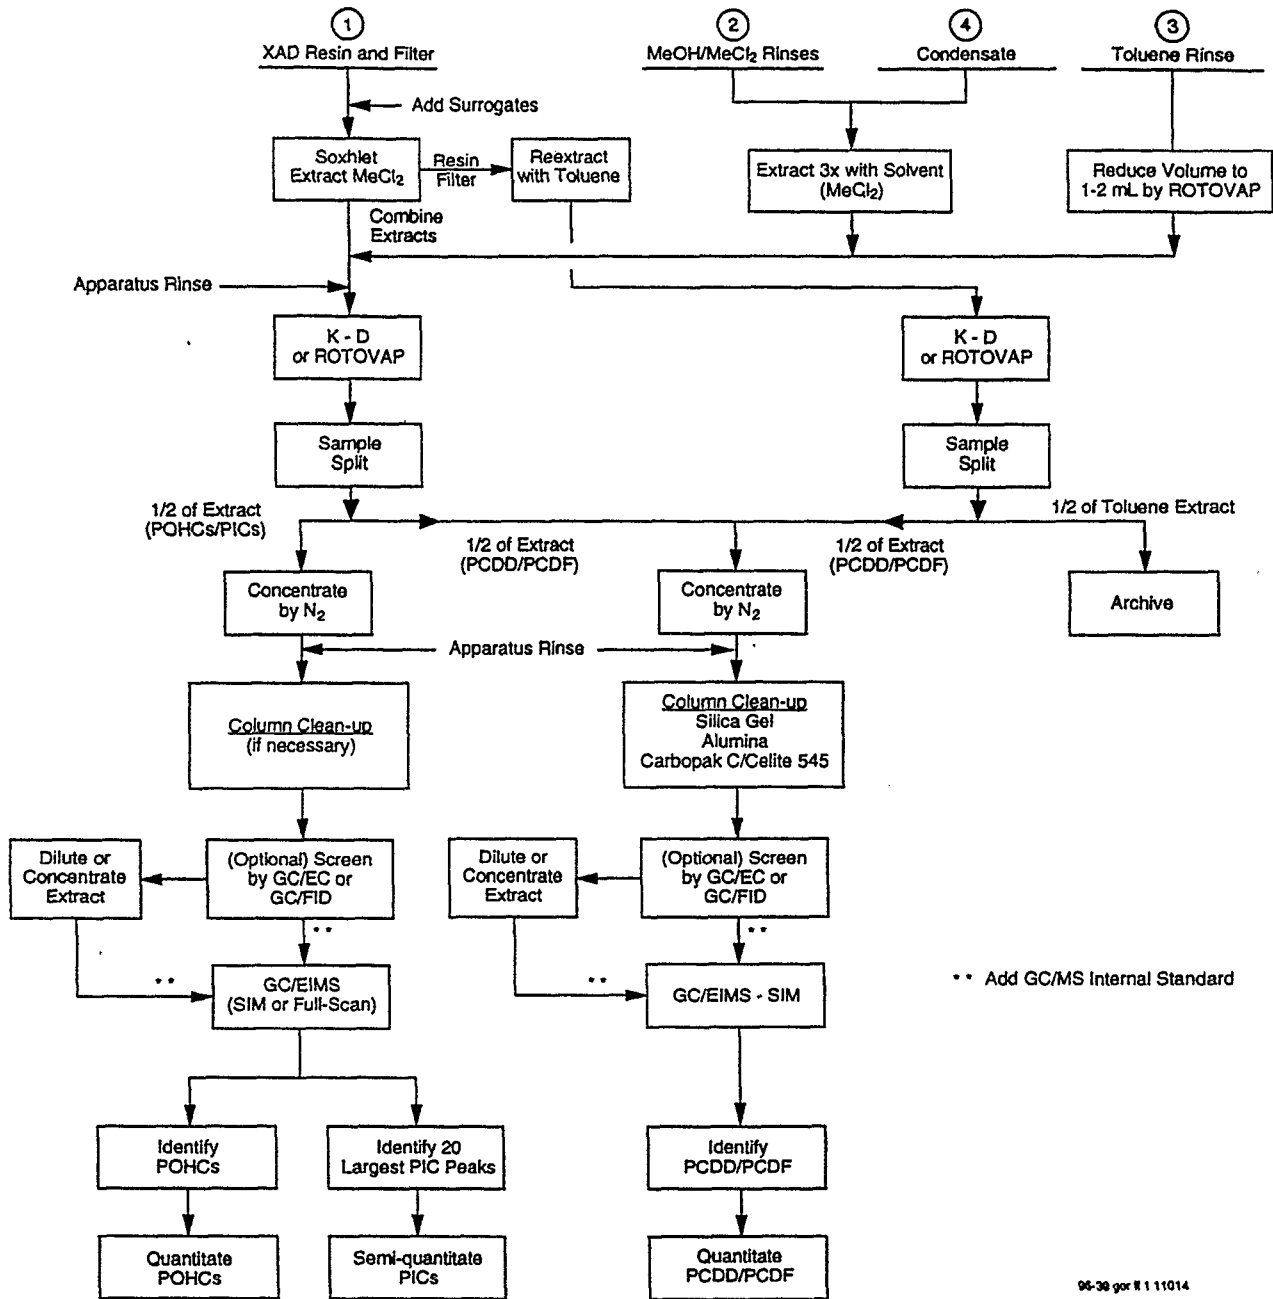 1
2
4
3
XAD Resin and Filter
MeOH/MeCl₂ Rinses
Condensate
Toluene Rinse
Add Surrogates
Soxhlet
Extract MeCl₂
Resin
Filter
Reextract
with Toluene
Extract 3x with Solvent
(MeCl₂)
Reduce Volume to
1-2 mL by ROTOVAP
Combine
Extracts
Apparatus Rinse
K - D
or ROTOVAP
K - D
or ROTOVAP
Sample
Split
Sample
Split
1/2 of Extract
(POHCs/PICs)
1/2 of Extract
(PCDD/PCDF)
1/2 of Extract
(PCDD/PCDF)
1/2 of Toluene Extract
Concentrate
by N₂
Concentrate
by N₂
Archive
Apparatus Rinse
Column Clean-up
(if necessary)
Column Clean-up
Silica Gel
Alumina
Carbopak C/Celite 545
Dilute or
Concentrate
Extract
(Optional) Screen
by GC/EC or
GC/FID
Dilute or
Concentrate
Extract
(Optional) Screen
by GC/EC or
GC/FID
* *
* *
* *
GC/EIMS
(SIM or Full-Scan)
* *
GC/EIMS - SIM
* * Add GC/MS Internal Standard
Identify
POHCs
Identify 20
Largest PIC Peaks
Identify
PCDD/PCDF
Quantitate
POHCs
Semi-quantitate
PICs
Quantitate
PCDD/PCDF